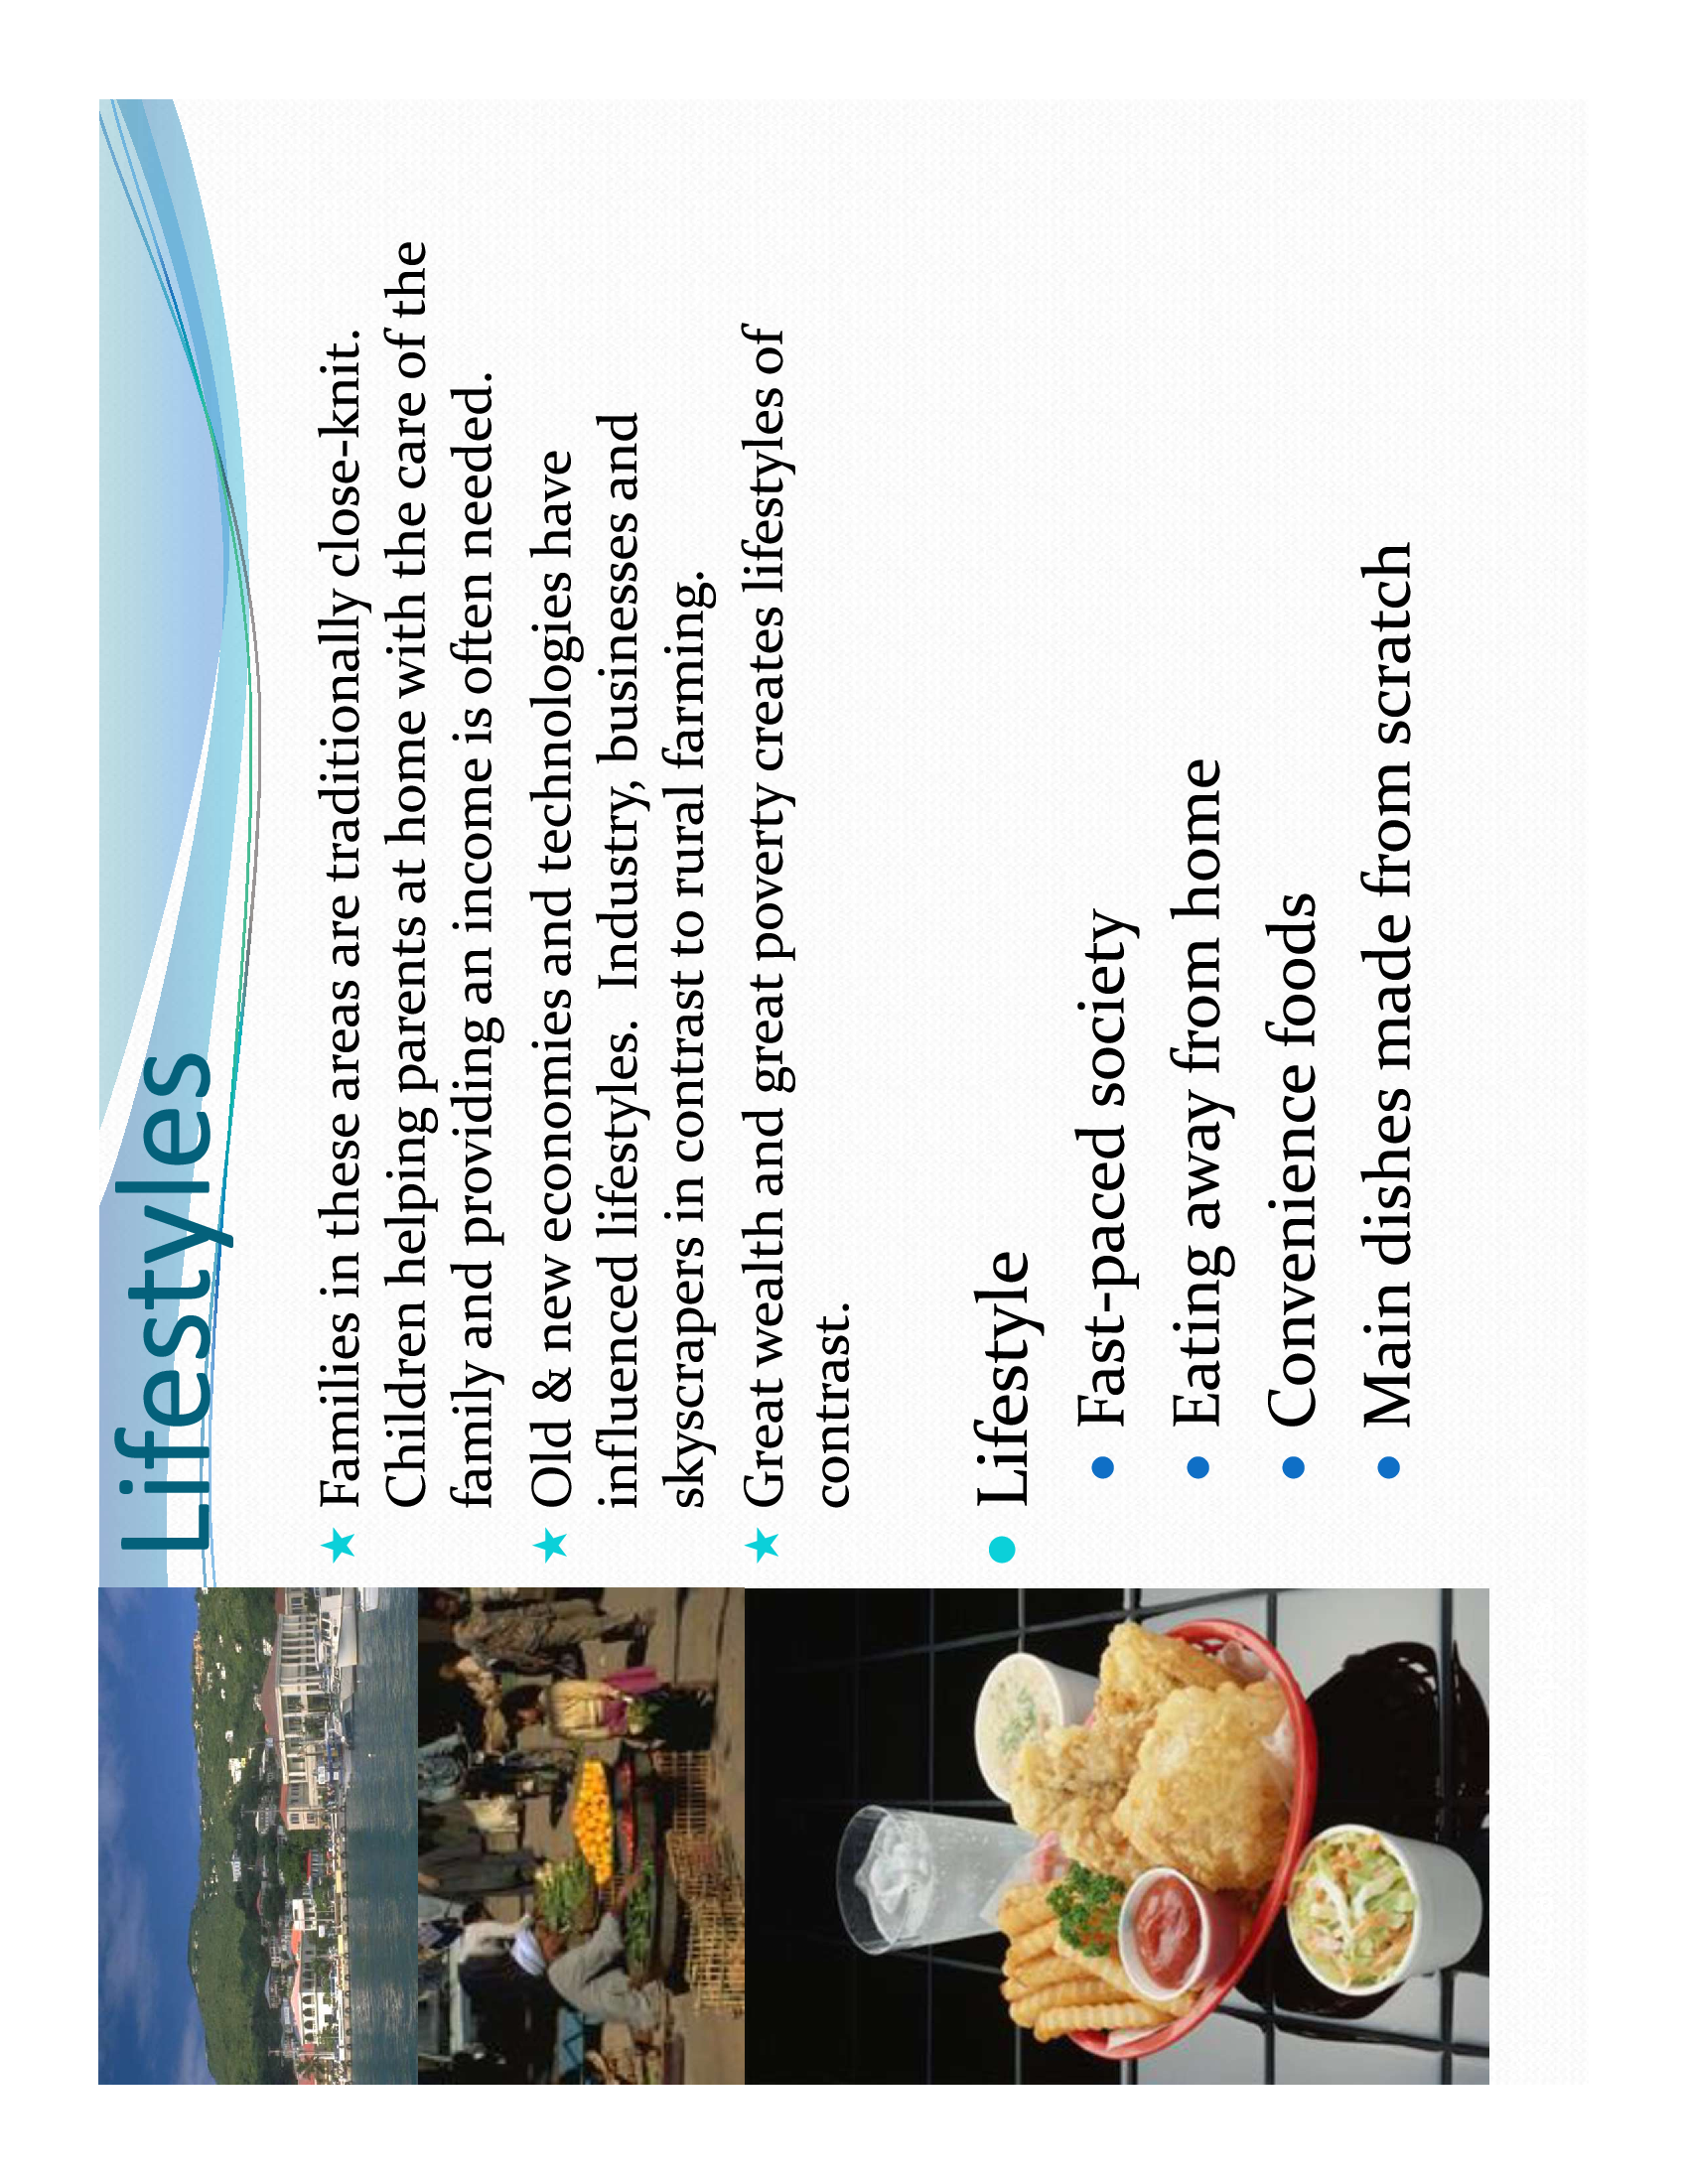 Lifestyles
★ Families in these areas are traditionally close-knit.
Children helping parents at home with the care of the
family and providing an income is often needed.
★ Old & new economies and technologies have
influenced lifestyles.  Industry, businesses and
skyscrapers in contrast to rural farming.
★ Great wealth and great poverty creates lifestyles of
contrast.
● Lifestyle
● Fast-paced society
● Eating away from home
● Convenience foods
● Main dishes made from scratch